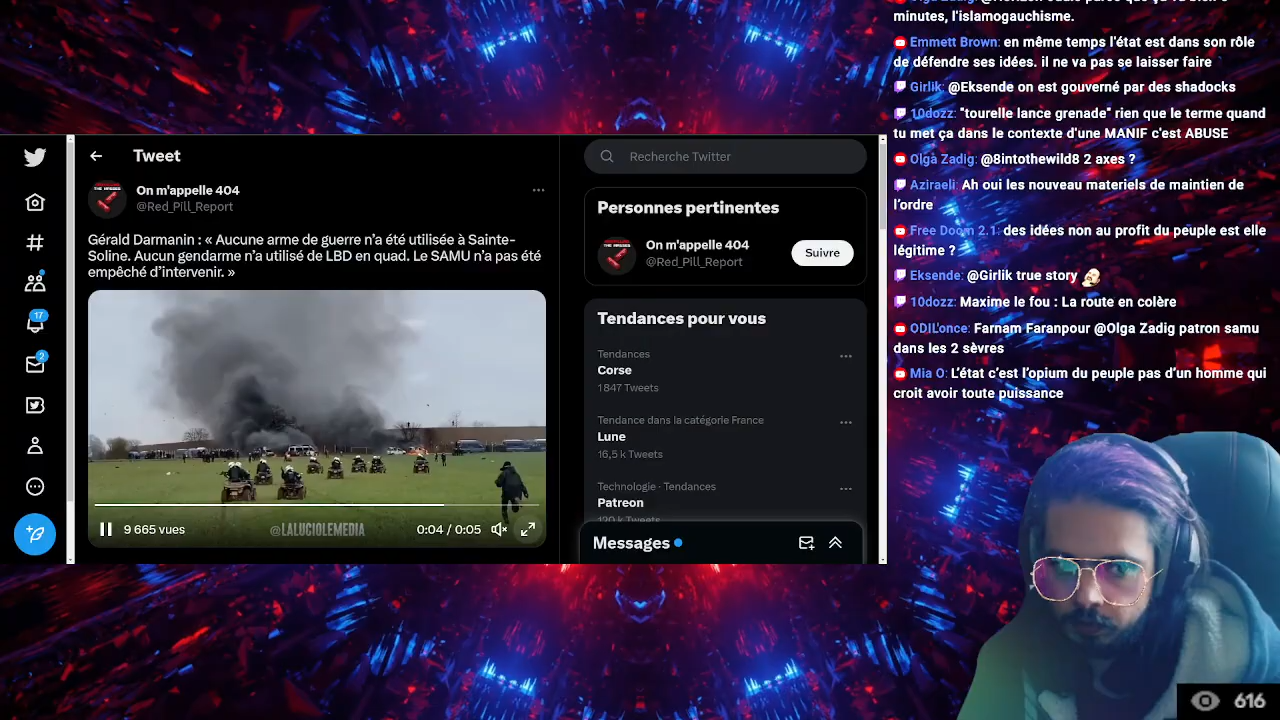 Tweet
On m'appelle 404
@Red_Pill_Report
Gérald Darmanin : « Aucune arme de guerre n'a été utilisée à Sainte-
Soline. Aucun gendarme n'a utilisé de LBD en quad. Le SAMU n'a pas été
empêché d'intervenir. »
9 665 vues
@LALUCIOLEMEDIA
0:04 / 0:05
17
2
Recherche Twitter
Personnes pertinentes
On m'appelle 404
@Red_Pill_Report
Suivre
Tendances pour vous
Tendances
Corse
1 847 Tweets
Tendance dans la catégorie France
Lune
16,5 k Tweets
Technologie · Tendances
Patreon
120 k Tweets
Messages
minutes, l'islamogauchisme.
Emmett Brown: en même temps l'état est dans son rôle
de défendre ses idées. il ne va pas se laisser faire
Girlik: @Eksende on est gouverné par des shadocks
10dozz: "tourelle lance grenade" rien que le terme quand
tu met ça dans le contexte d'une MANIF c'est ABUSE
Olga Zadig: @8intothewild8 2 axes ?
Aziraeli: Ah oui les nouveau materiels de maintien de
l'ordre
Free Doom 2.1: des idées non au profit du peuple est elle
légitime ?
Eksende: @Girlik true story
10dozz: Maxime le fou : La route en colère
ODIL'once: Farnam Faranpour @Olga Zadig patron samu
dans les 2 sèvres
Mia O: L'état c'est l'opium du peuple pas d'un homme qui
croit avoir toute puissance
616